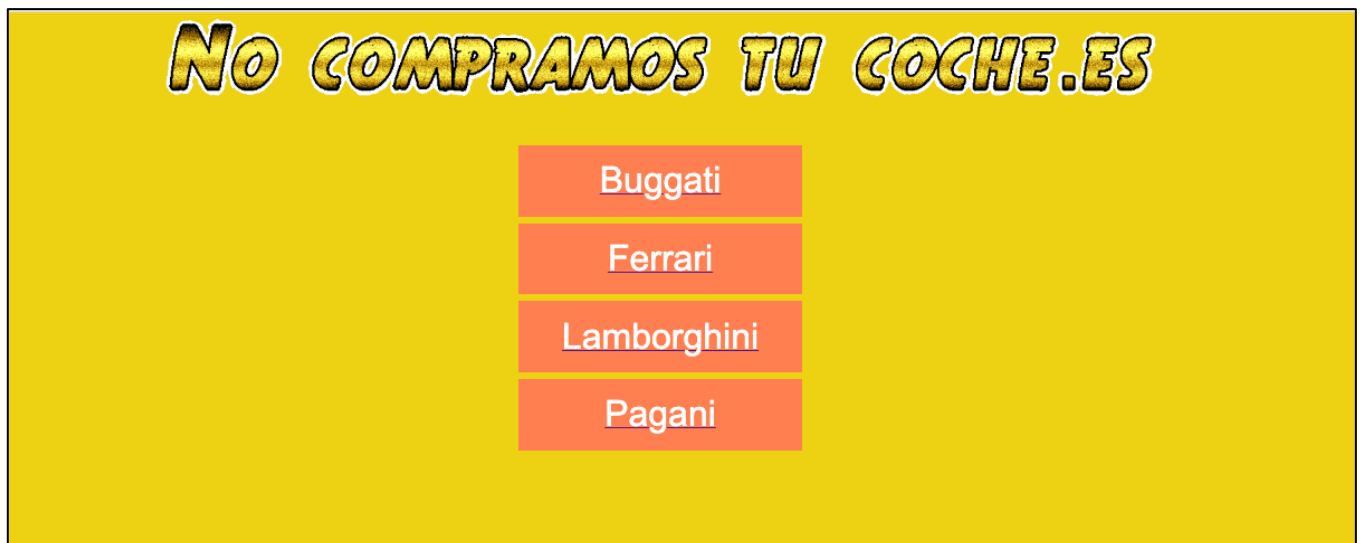 No compramos tu coche.es
Buggati
Ferrari
Lamborghini
Pagani